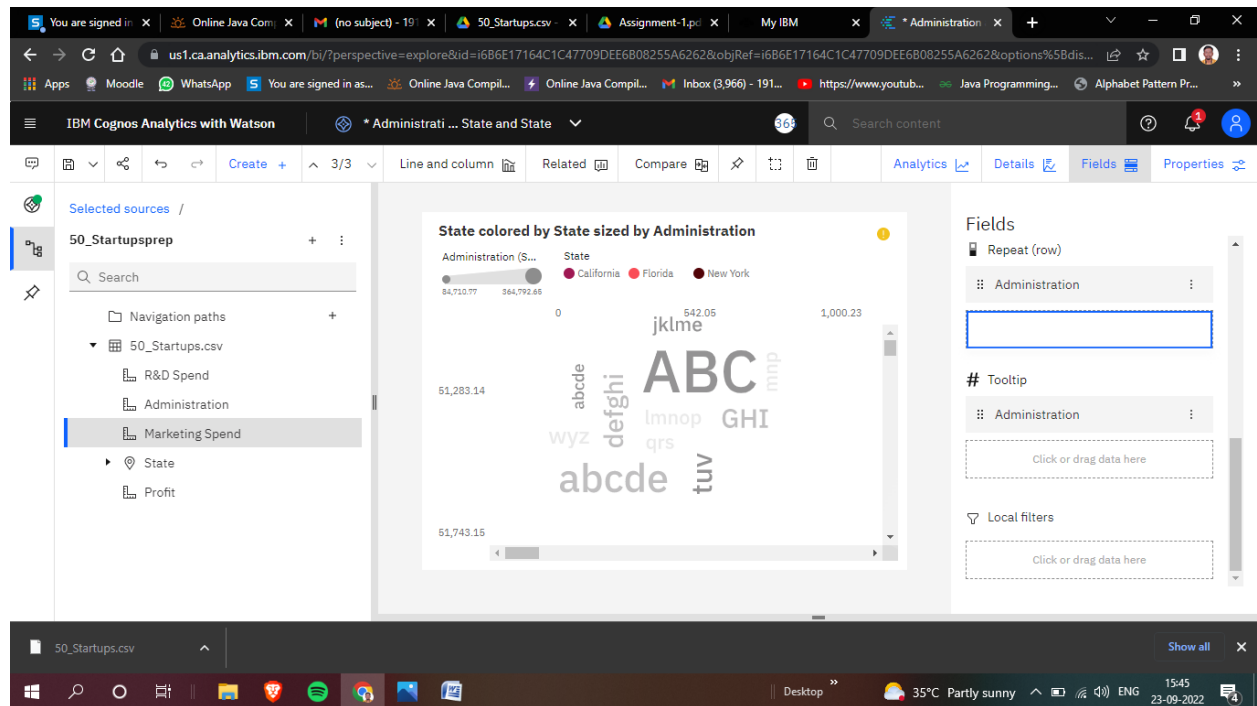 You are signed in
Online Java Comp
(no subject) - 191
50_Startups.csv -
Assignment-1.pd
My IBM
* Administration
us1.ca.analytics.ibm.com/bi/?perspective=explore&id=i6B6E17164C1C47709DEE6B08255A6262&objRef=i6B6E17164C1C47709DEE6B08255A6262&options%5Bdis...
Apps
Moodle
WhatsApp
You are signed in as...
Online Java Compil...
Online Java Compil...
Inbox (3,966) - 191...
https://www.youtub...
Java Programming...
Alphabet Pattern Pr...
»
IBM Cognos Analytics with Watson
* Administrati ... State and State
365
Search content
1
Create +
3/3
Line and column
Related
Compare
Analytics
Details
Fields
Properties
Selected sources /
50_Startupsprep
Search
Navigation paths
50_Startups.csv
R&D Spend
Administration
Marketing Spend
State
Profit
State colored by State sized by Administration
Administration (S...
State
California
Florida
New York
84,710.77
364,792.66
0
542.05
1,000.23
51,283.14
51,743.15
jklme
abcde
defghi
ABC
mnp
lmnop
GHI
wyz
qrs
abcde
tuv
Fields
Repeat (row)
Administration
# Tooltip
Administration
Click or drag data here
Local filters
Click or drag data here
50_Startups.csv
Show all
Desktop
»
35°C Partly sunny
ENG
15:45
23-09-2022
4